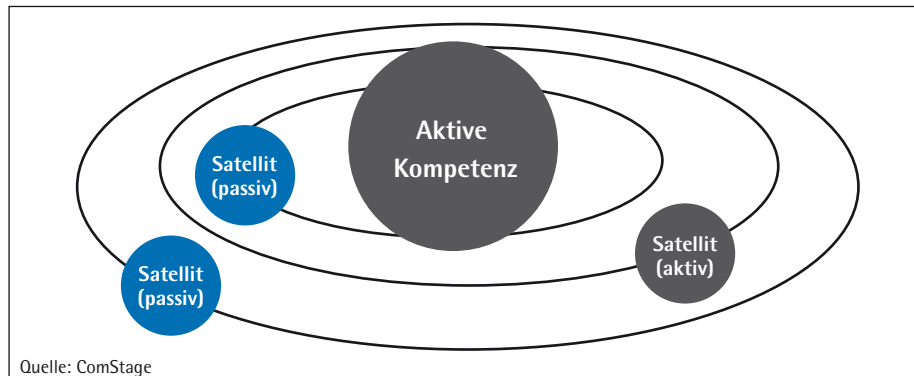 Aktive
Kompetenz
Satellit
(passiv)
Satellit
(aktiv)
Satellit
(passiv)
Quelle: ComStage